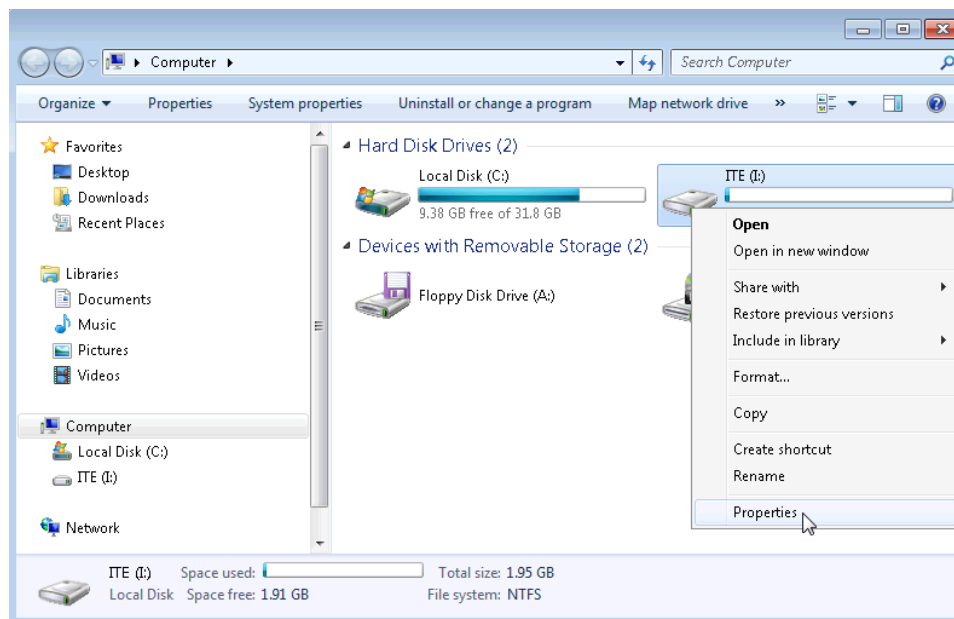 Computer
Search Computer
Organize Properties System properties Uninstall or change a program Map network drive »
Favorites
Desktop
Downloads
Recent Places
Libraries
Documents
Music
Pictures
Videos
Computer
Local Disk (C:)
ITE (I:)
Network
Hard Disk Drives (2)
Local Disk (C:)
9.38 GB free of 31.8 GB
ITE (I:)
Devices with Removable Storage (2)
Floppy Disk Drive (A:)
Open
Open in new window
Share with
Restore previous versions
Include in library
Format...
Copy
Create shortcut
Rename
Properties
ITE (I:) Space used: Total size: 1.95 GB
Local Disk Space free: 1.91 GB File system: NTFS